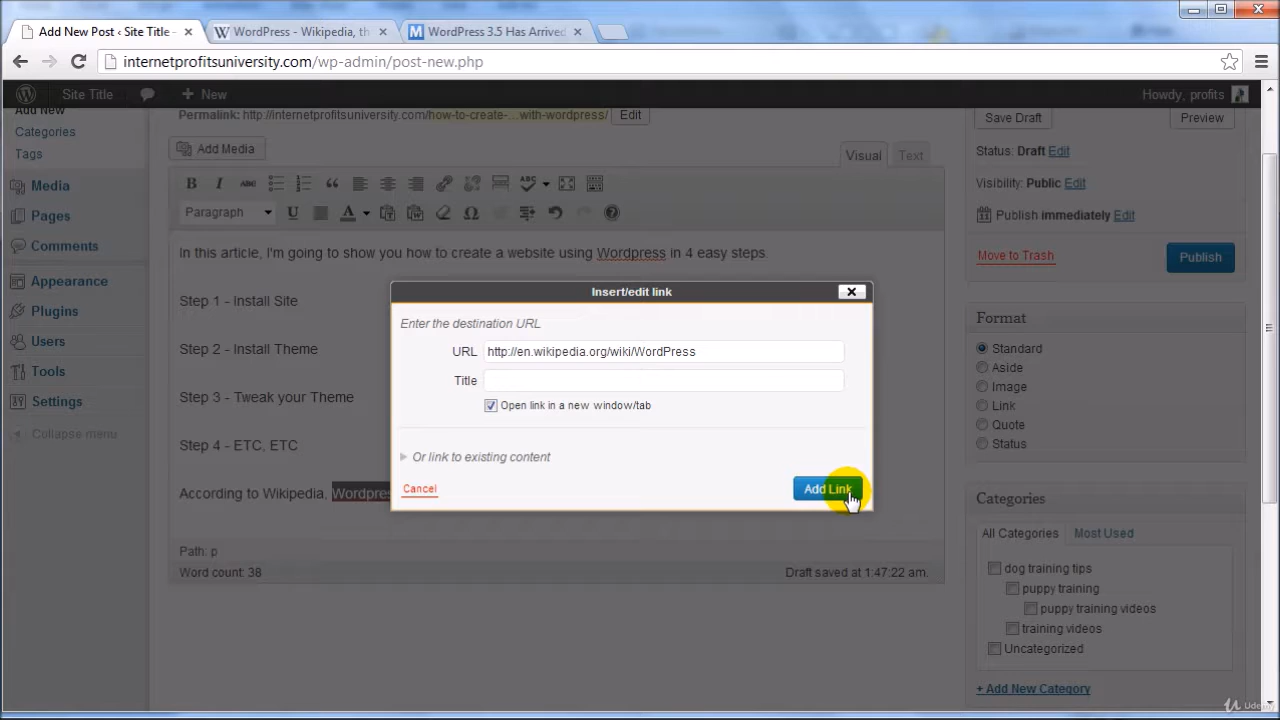 Add New Post ‹ Site Title -
WordPress - Wikipedia, th
WordPress 3.5 Has Arrived
internetprofitsuniversity.com/wp-admin/post-new.php
Site Title
New
Howdy, profits
Add New
Categories
Tags
Media
Pages
Comments
Appearance
Plugins
Users
Tools
Settings
Collapse menu
Permalink: http://internetprofitsuniversity.com/how-to-create-...with-wordpress/ Edit
Add Media
Visual Text
B I ABC
Paragraph U A
In this article, I'm going to show you how to create a website using Wordpress in 4 easy steps.
Step 1 - Install Site
Step 2 - Install Theme
Step 3 - Tweak your Theme
Step 4 - ETC, ETC
According to Wikipedia, Wordpres
Path: p
Word count: 38
Draft saved at 1:47:22 am.
Insert/edit link
Enter the destination URL
URL http://en.wikipedia.org/wiki/WordPress
Title
Open link in a new window/tab
Or link to existing content
Cancel
Add Link
Save Draft
Preview
Status: Draft Edit
Visibility: Public Edit
Publish immediately Edit
Move to Trash
Publish
Format
Standard
Aside
Image
Link
Quote
Status
Categories
All Categories Most Used
dog training tips
puppy training
puppy training videos
training videos
Uncategorized
+ Add New Category
Udemy